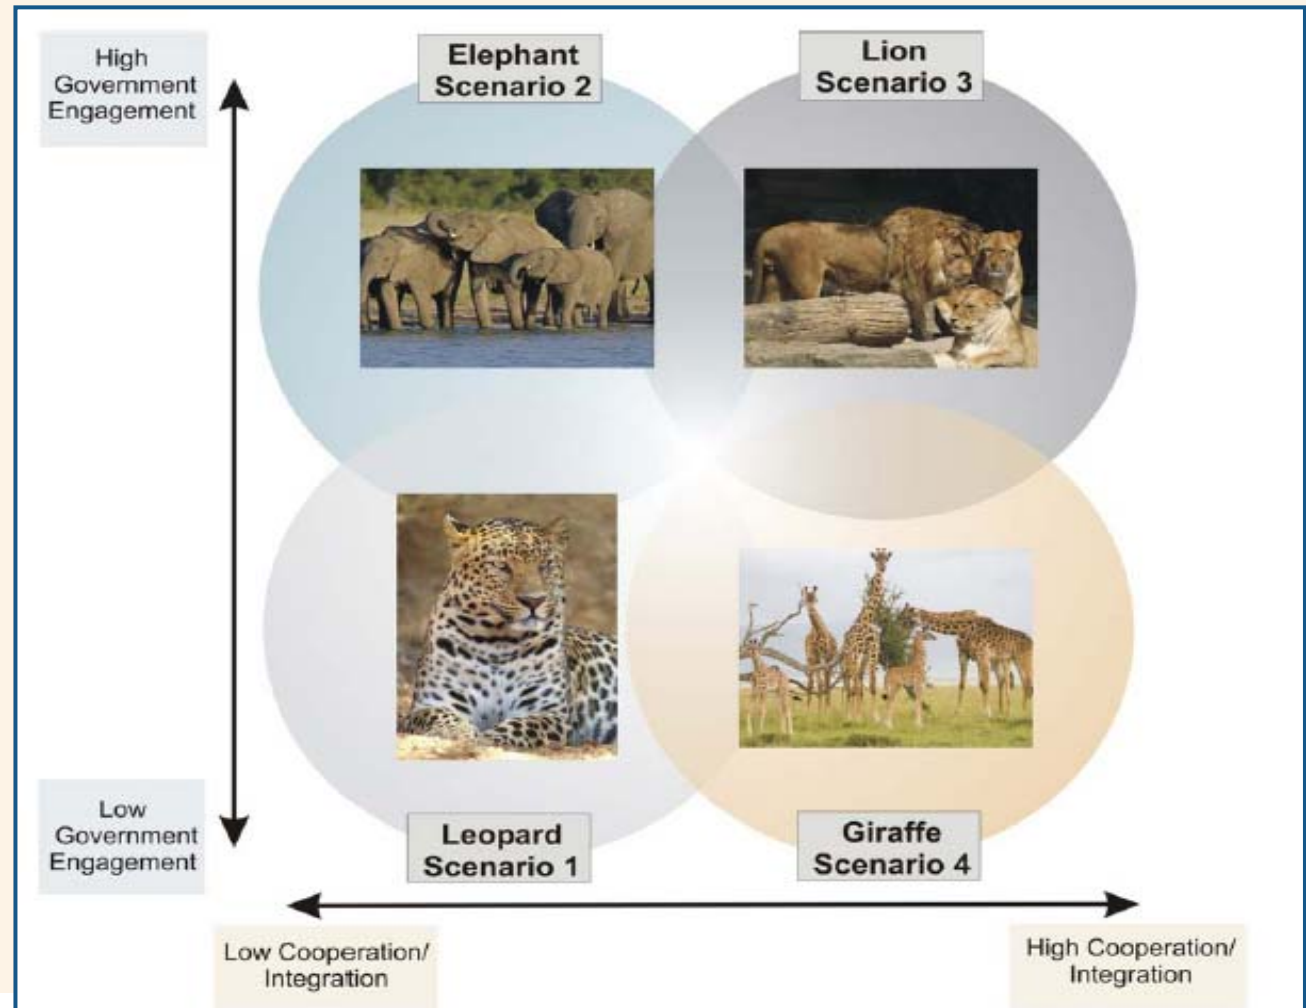 High
Government
Engagement
Elephant
Scenario 2
Lion
Scenario 3
Low
Government
Engagement
Leopard
Scenario 1
Giraffe
Scenario 4
Low Cooperation/
Integration
High Cooperation/
Integration